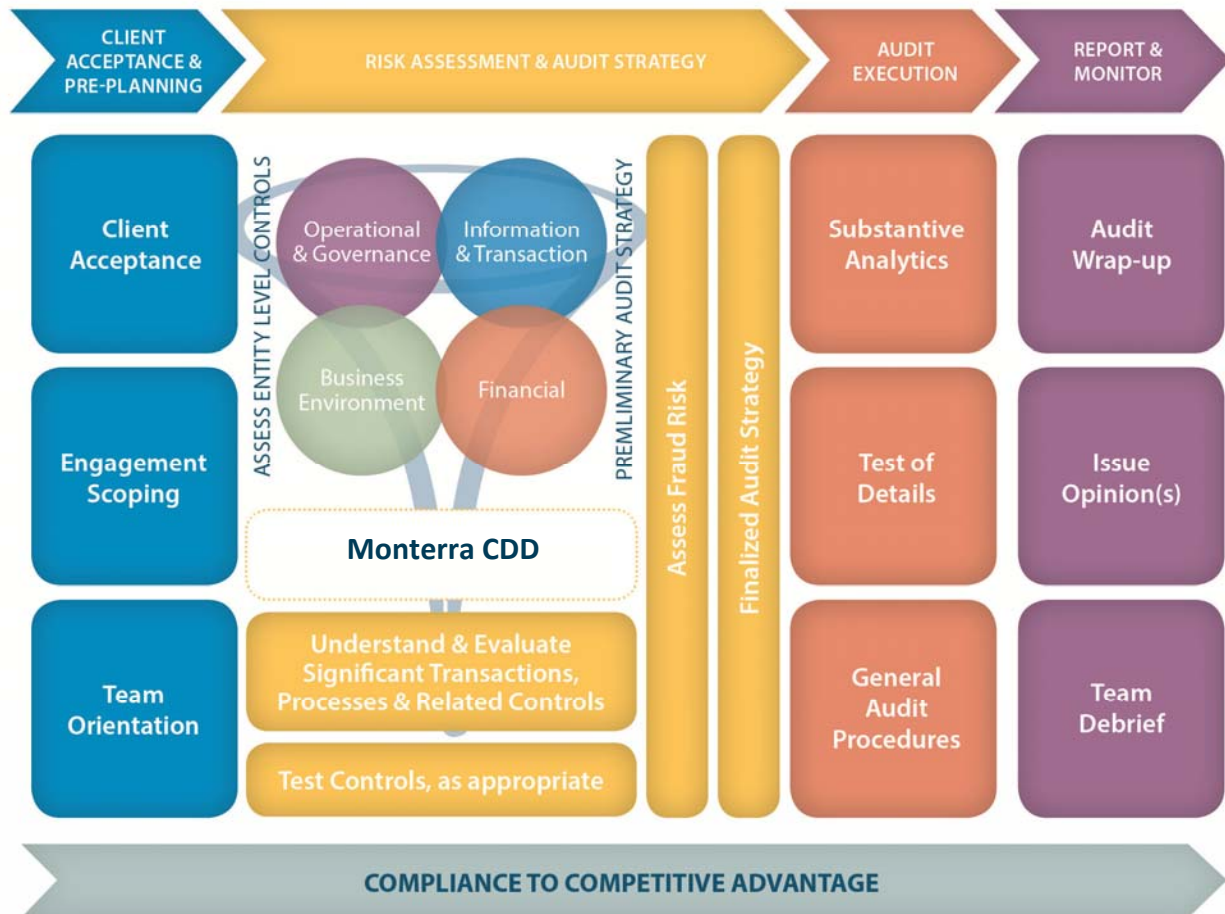 CLIENT
ACCEPTANCE &
PRE-PLANNING
RISK ASSESSMENT & AUDIT STRATEGY
AUDIT
EXECUTION
REPORT &
MONITOR
Client
Acceptance
Engagement
Scoping
Team
Orientation
ASSESS ENTITY LEVEL CONTROLS
Operational
& Governance
Information
& Transaction
Business
Environment
Financial
PREMLIMINARY AUDIT STRATEGY
Monterra CDD
Understand & Evaluate
Significant Transactions,
Processes & Related Controls
Test Controls, as appropriate
Assess Fraud Risk
Finalized Audit Strategy
Substantive
Analytics
Test of
Details
General
Audit
Procedures
Audit
Wrap-up
Issue
Opinion(s)
Team
Debrief
COMPLIANCE TO COMPETITIVE ADVANTAGE